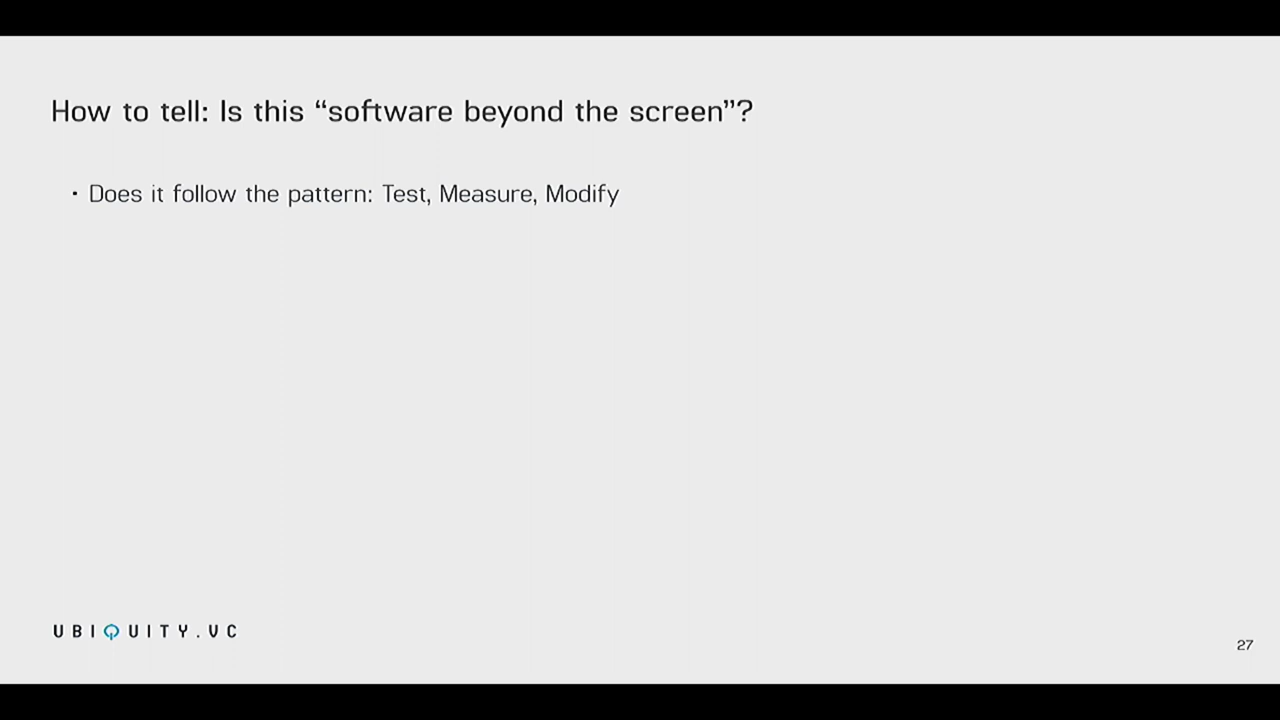 How to tell: Is this “software beyond the screen”?
· Does it follow the pattern: Test, Measure, Modify
UBIQUITY.VC
27